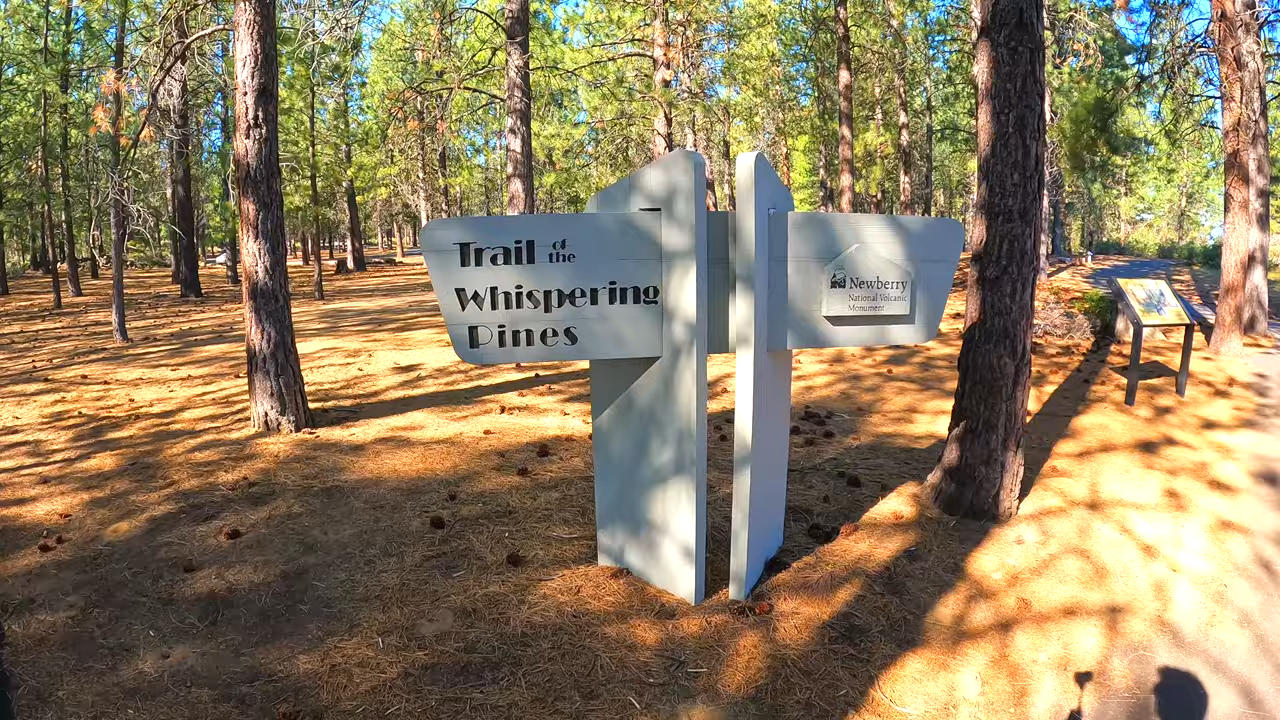 Trail of the
Whispering
Pines
Newberry
National Volcanic
Monument